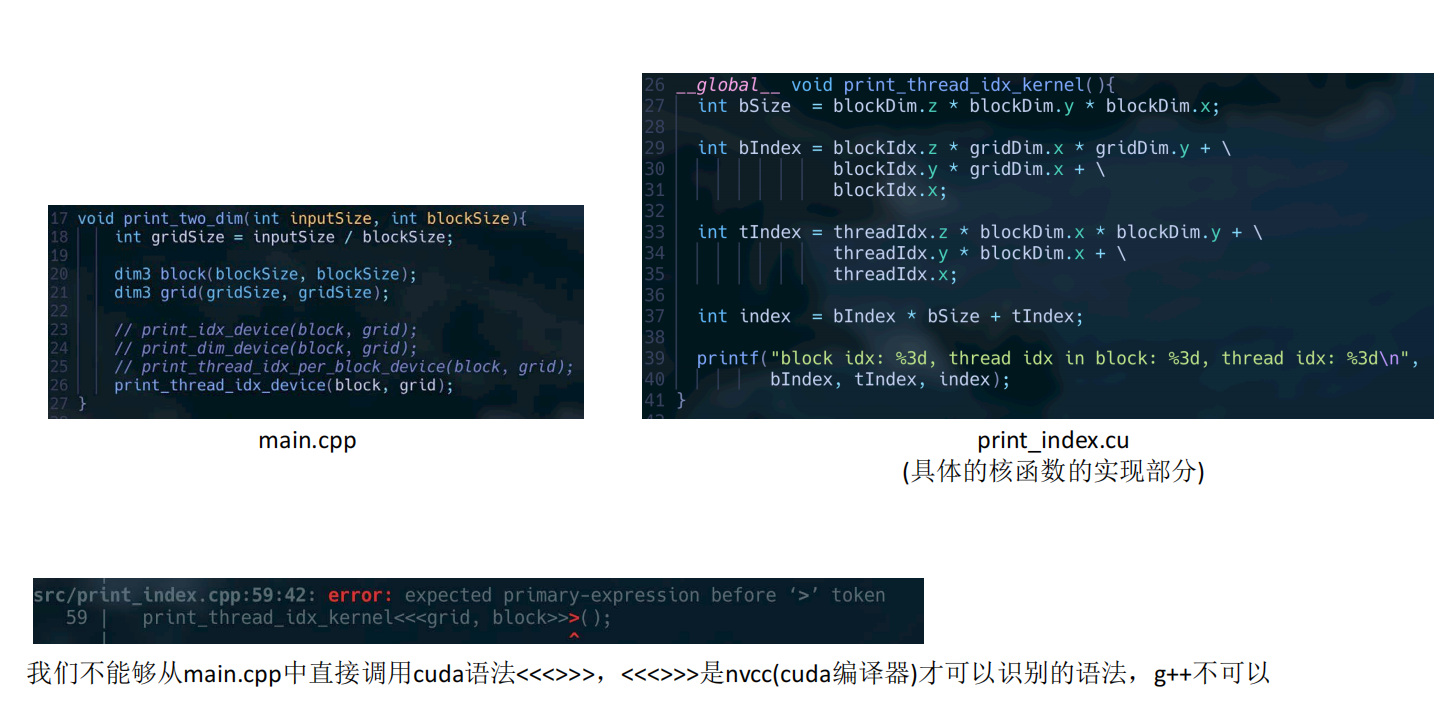 17 void print_two_dim(int inputSize, int blockSize){
18 int gridSize = inputSize / blockSize;
19
20 dim3 block(blockSize, blockSize);
21 dim3 grid(gridSize, gridSize);
22
23 // print_idx_device(block, grid);
24 // print_dim_device(block, grid);
25 // print_thread_idx_per_block_device(block, grid);
26 print_thread_idx_device(block, grid);
27 }
main.cpp
26 __global__ void print_thread_idx_kernel(){
27 int bSize = blockDim.z * blockDim.y * blockDim.x;
28
29 int bIndex = blockIdx.z * gridDim.x * gridDim.y + \
30 blockIdx.y * gridDim.x + \
31 blockIdx.x;
32
33 int tIndex = threadIdx.z * blockDim.x * blockDim.y + \
34 threadIdx.y * blockDim.x + \
35 threadIdx.x;
36
37 int index = bIndex * bSize + tIndex;
38
39 printf("block idx: %3d, thread idx in block: %3d, thread idx: %3d\n",
40 bIndex, tIndex, index);
41 }
print_index.cu
(具体的核函数的实现部分)
src/print_index.cpp:59:42: error: expected primary-expression before ‘>’ token
59 | print_thread_idx_kernel<<<grid, block>>>();
| ^
我们不能够从main.cpp中直接调用cuda语法<<<>>>，<<<>>>是nvcc(cuda编译器)才可以识别的语法，g++不可以